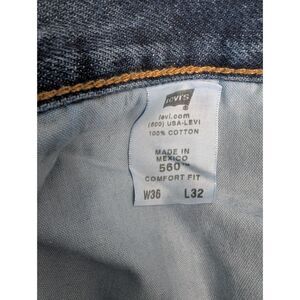 LEVI'S
®
levi.com
(800) USA-LEVI
100% COTTON
MADE IN
MEXICO
560™
COMFORT FIT
W36 L32